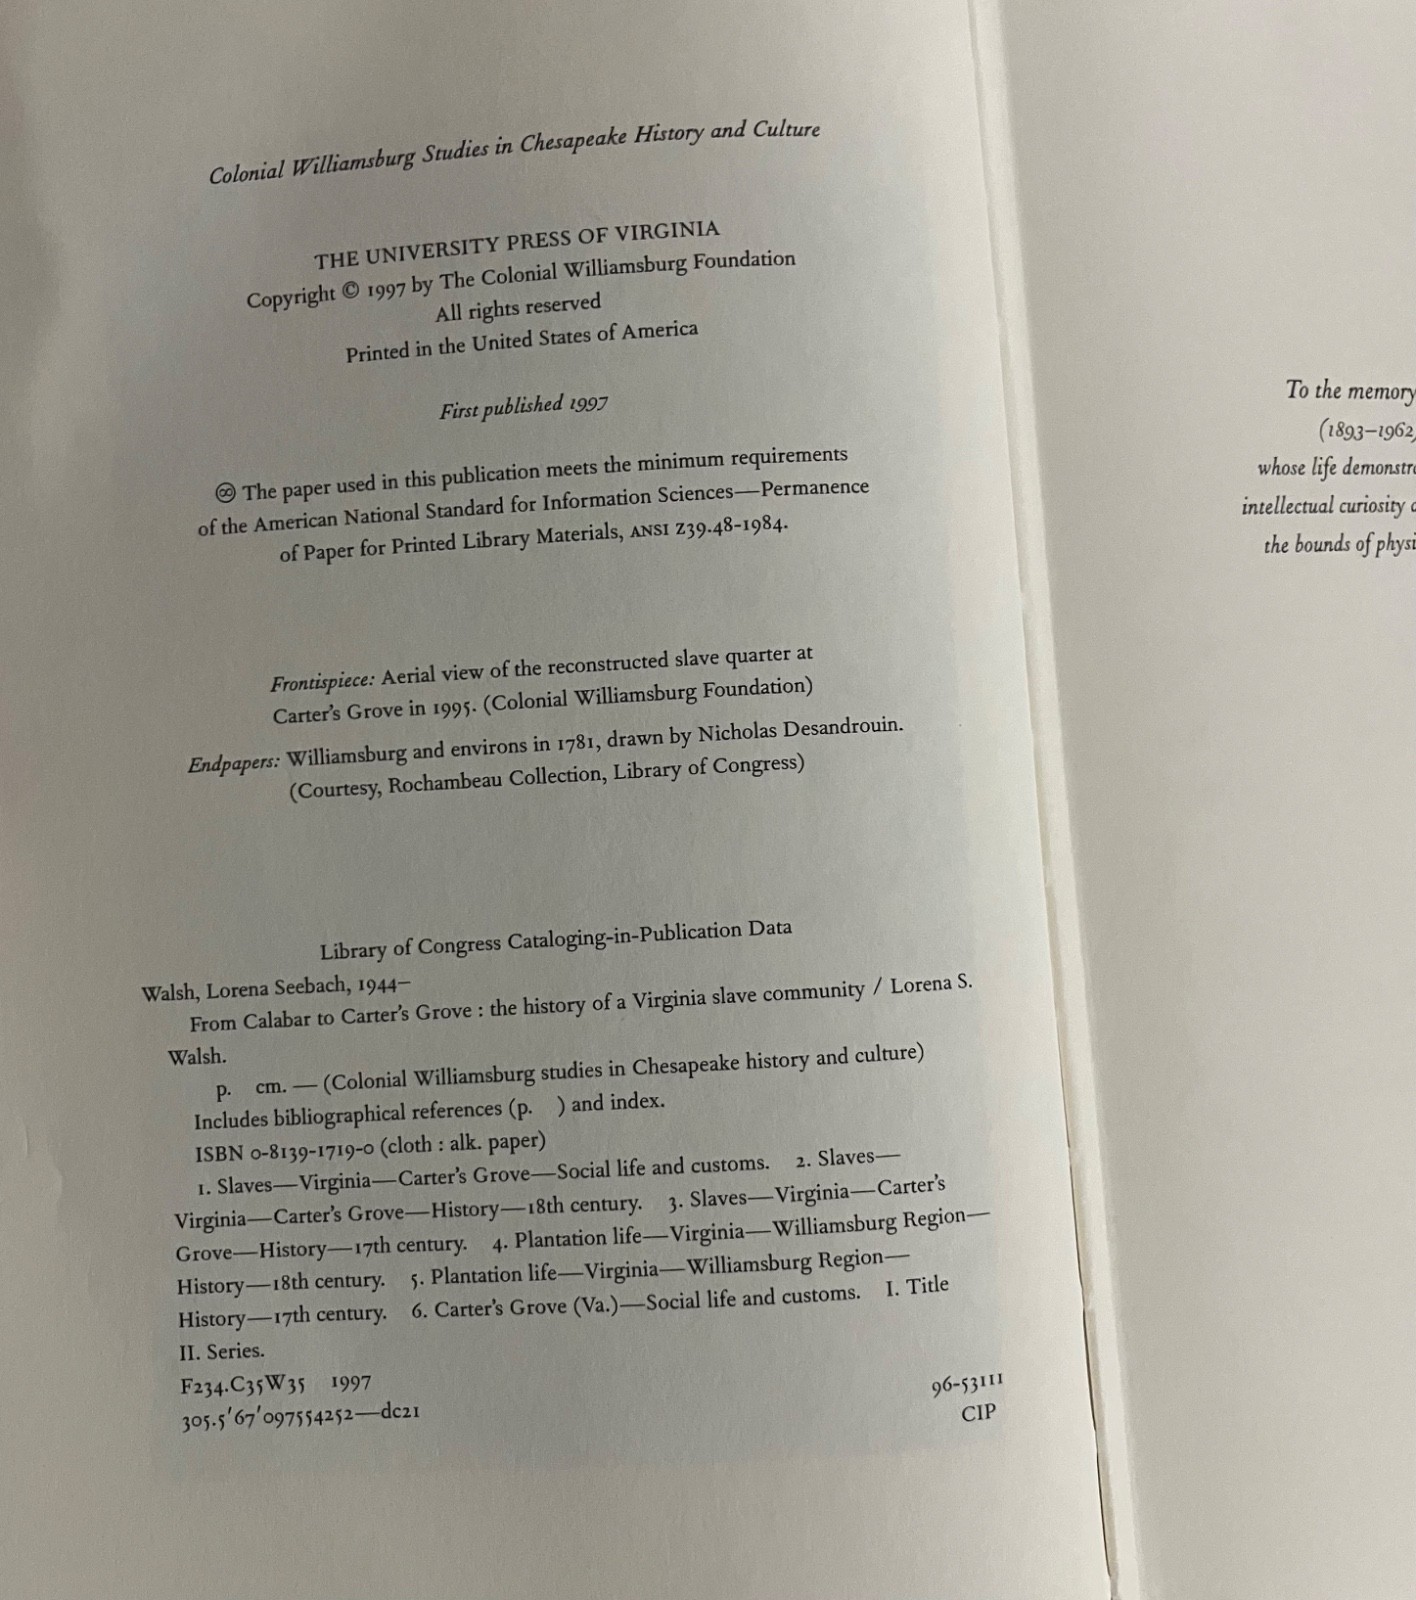 Colonial Williamsburg Studies in Chesapeake History and Culture
THE UNIVERSITY PRESS OF VIRGINIA
Copyright © 1997 by The Colonial Williamsburg Foundation
All rights reserved
Printed in the United States of America
First published 1997
♾ The paper used in this publication meets the minimum requirements
of the American National Standard for Information Sciences—Permanence
of Paper for Printed Library Materials, ANSI Z39.48-1984.
Frontispiece: Aerial view of the reconstructed slave quarter at
Carter's Grove in 1995. (Colonial Williamsburg Foundation)
Endpapers: Williamsburg and environs in 1781, drawn by Nicholas Desandrouin.
(Courtesy, Rochambeau Collection, Library of Congress)
Library of Congress Cataloging-in-Publication Data
Walsh, Lorena Seebach, 1944–
From Calabar to Carter's Grove : the history of a Virginia slave community / Lorena S.
Walsh.
p. cm. — (Colonial Williamsburg studies in Chesapeake history and culture)
Includes bibliographical references (p. ) and index.
ISBN 0-8139-1719-0 (cloth : alk. paper)
1. Slaves—Virginia—Carter's Grove—Social life and customs. 2. Slaves—
Virginia—Carter's Grove—History—18th century. 3. Slaves—Virginia—Carter's
Grove—History—17th century. 4. Plantation life—Virginia—Williamsburg Region—
History—18th century. 5. Plantation life—Virginia—Williamsburg Region—
History—17th century. 6. Carter's Grove (Va.)—Social life and customs. I. Title
II. Series.
F234.C35W35 1997
305.5'67'097554252—dc21
96-53111
CIP
To the memory
(1893–1962)
whose life
intellectual curiosity
the bounds of